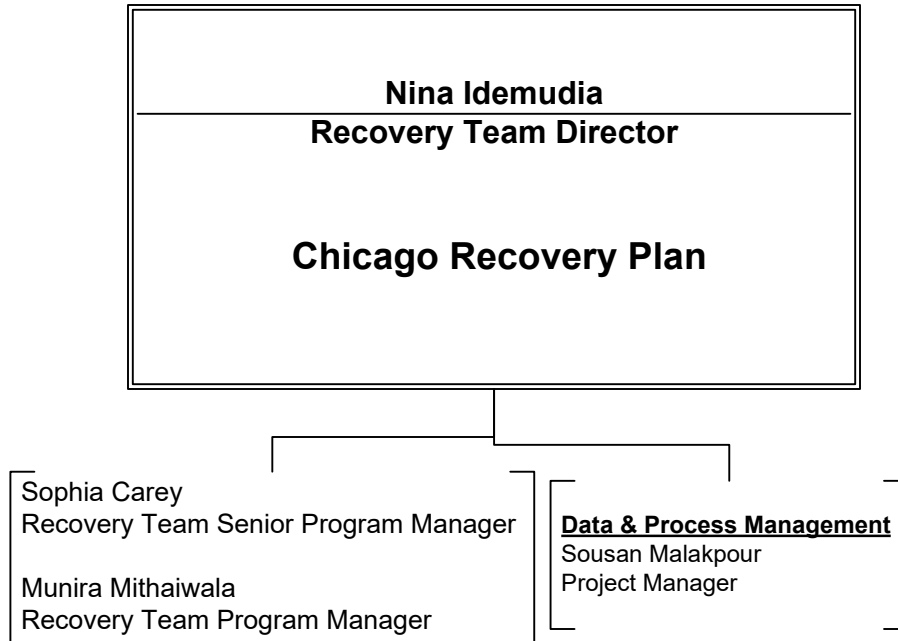 Nina Idemudia
Recovery Team Director
Chicago Recovery Plan
Sophia Carey
Recovery Team Senior Program Manager
Munira Mithaiwala
Recovery Team Program Manager
Data & Process Management
Sousan Malakpour
Project Manager